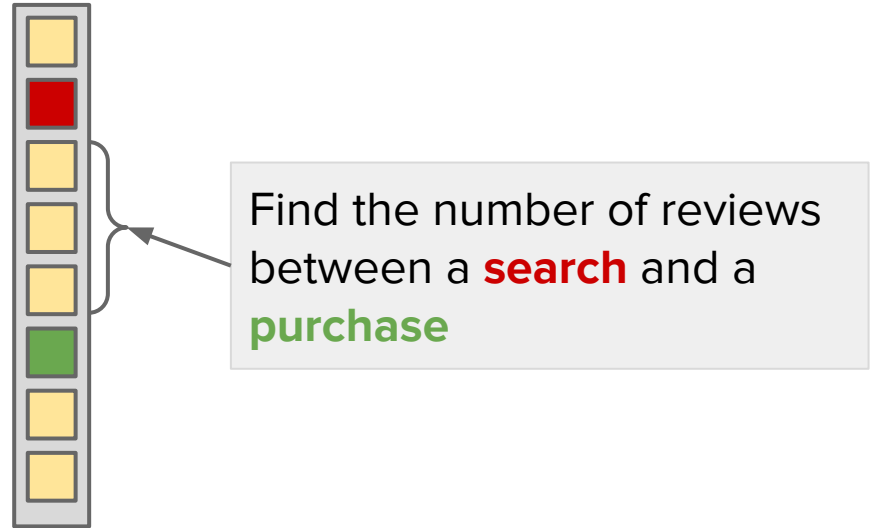 Find the number of reviews
between a search and a
purchase